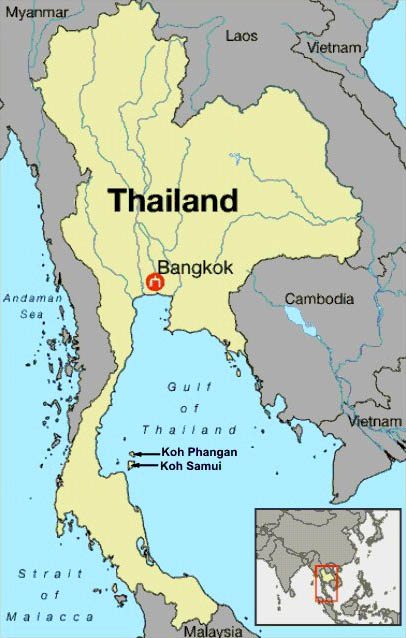 Myanmar
Laos
Vietnam
Thailand
Bangkok
Andaman
Sea
Cambodia
Gulf
of
Thailand
Vietnam
Koh Phangan
Koh Samui
Strait
of
Malacca
Malaysia